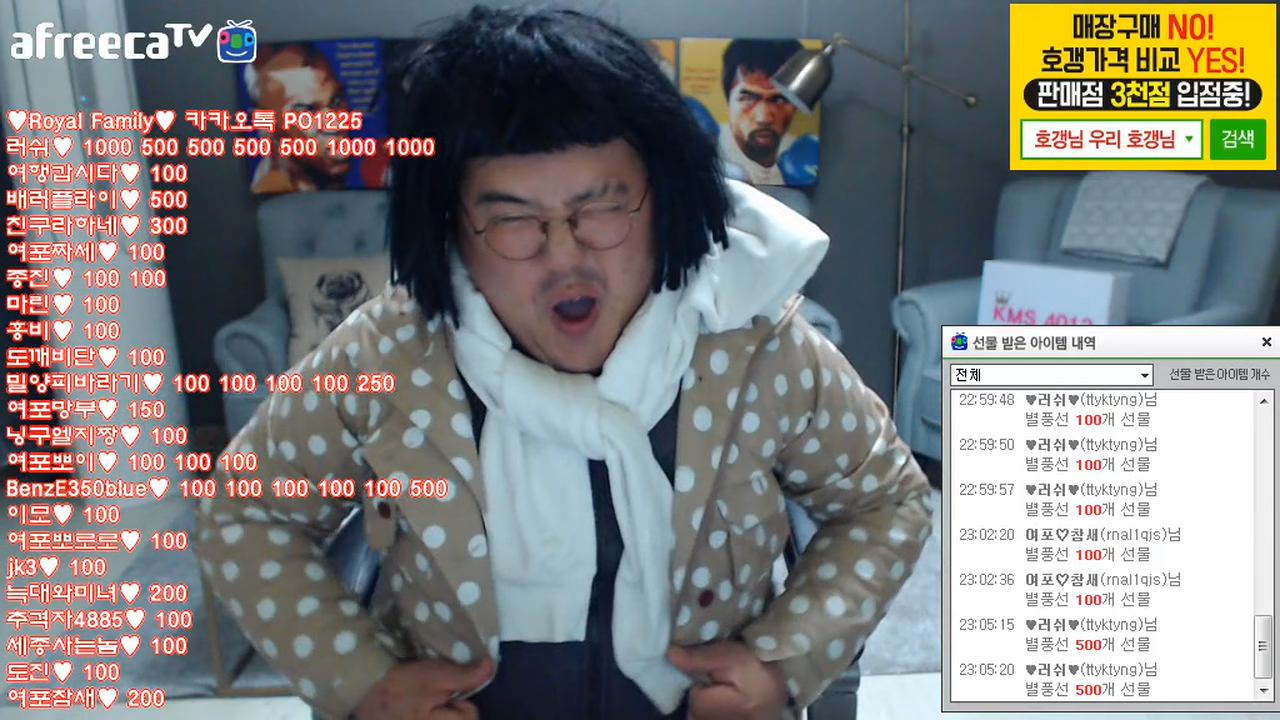 afreecaTV
♥Royal Family♥ 카카오톡 PO1225
러쉬♥ 1000 500 500 500 500 1000 1000
여행갑시타♥ 100
배러플라이♥ 500
친구라하네♥ 300
여포짜세♥ 100
종진♥ 100 100
마린♥ 100
홍비♥ 100
도깨비단♥ 100
밀양피바라기♥ 100 100 100 100 250
여포망루♥ 150
닝구엘지짱♥ 100
여포뽀이♥ 100 100 100
BenzE350blue♥ 100 100 100 100 100 500
이모♥ 100
여포뽀로로♥ 100
jk3♥ 100
늑대와미녀♥ 200
추격자4885♥ 100
세종사는놈♥ 100
도진♥ 100
여포참새♥ 200
매장구매 NO!
호갱가격 비교 YES!
판매점 3천점 입점중!
호갱님 우리 호갱님 검색
KMS 4012
선물 받은 아이템 내역
전체 선물 받은 아이템 개수
22:59:48 ♥러쉬♥(ttyktyng)님
별풍선 100개 선물
22:59:50 ♥러쉬♥(ttyktyng)님
별풍선 100개 선물
22:59:57 ♥러쉬♥(ttyktyng)님
별풍선 100개 선물
23:02:20 여포♡참새(rnal1qjs)님
별풍선 100개 선물
23:02:36 여포♡참새(rnal1qjs)님
별풍선 100개 선물
23:05:15 ♥러쉬♥(ttyktyng)님
별풍선 500개 선물
23:05:20 ♥러쉬♥(ttyktyng)님
별풍선 500개 선물